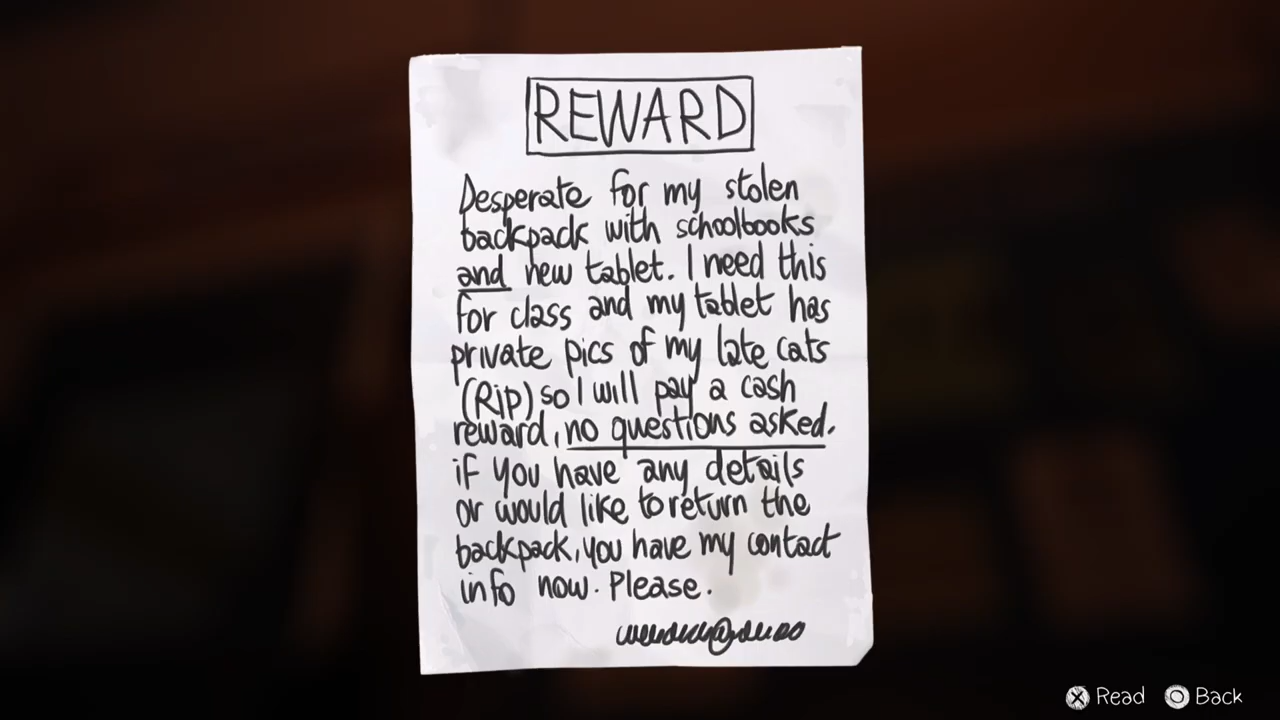 REWARD
Desperate for my stolen
backpack with schoolbooks
and new tablet. I need this
for class and my tablet has
private pics of my late cats
(Rip) so I will pay a cash
reward, no questions asked.
if you have any details
or would like to return the
backpack, you have my contact
info now. Please.
Read Back